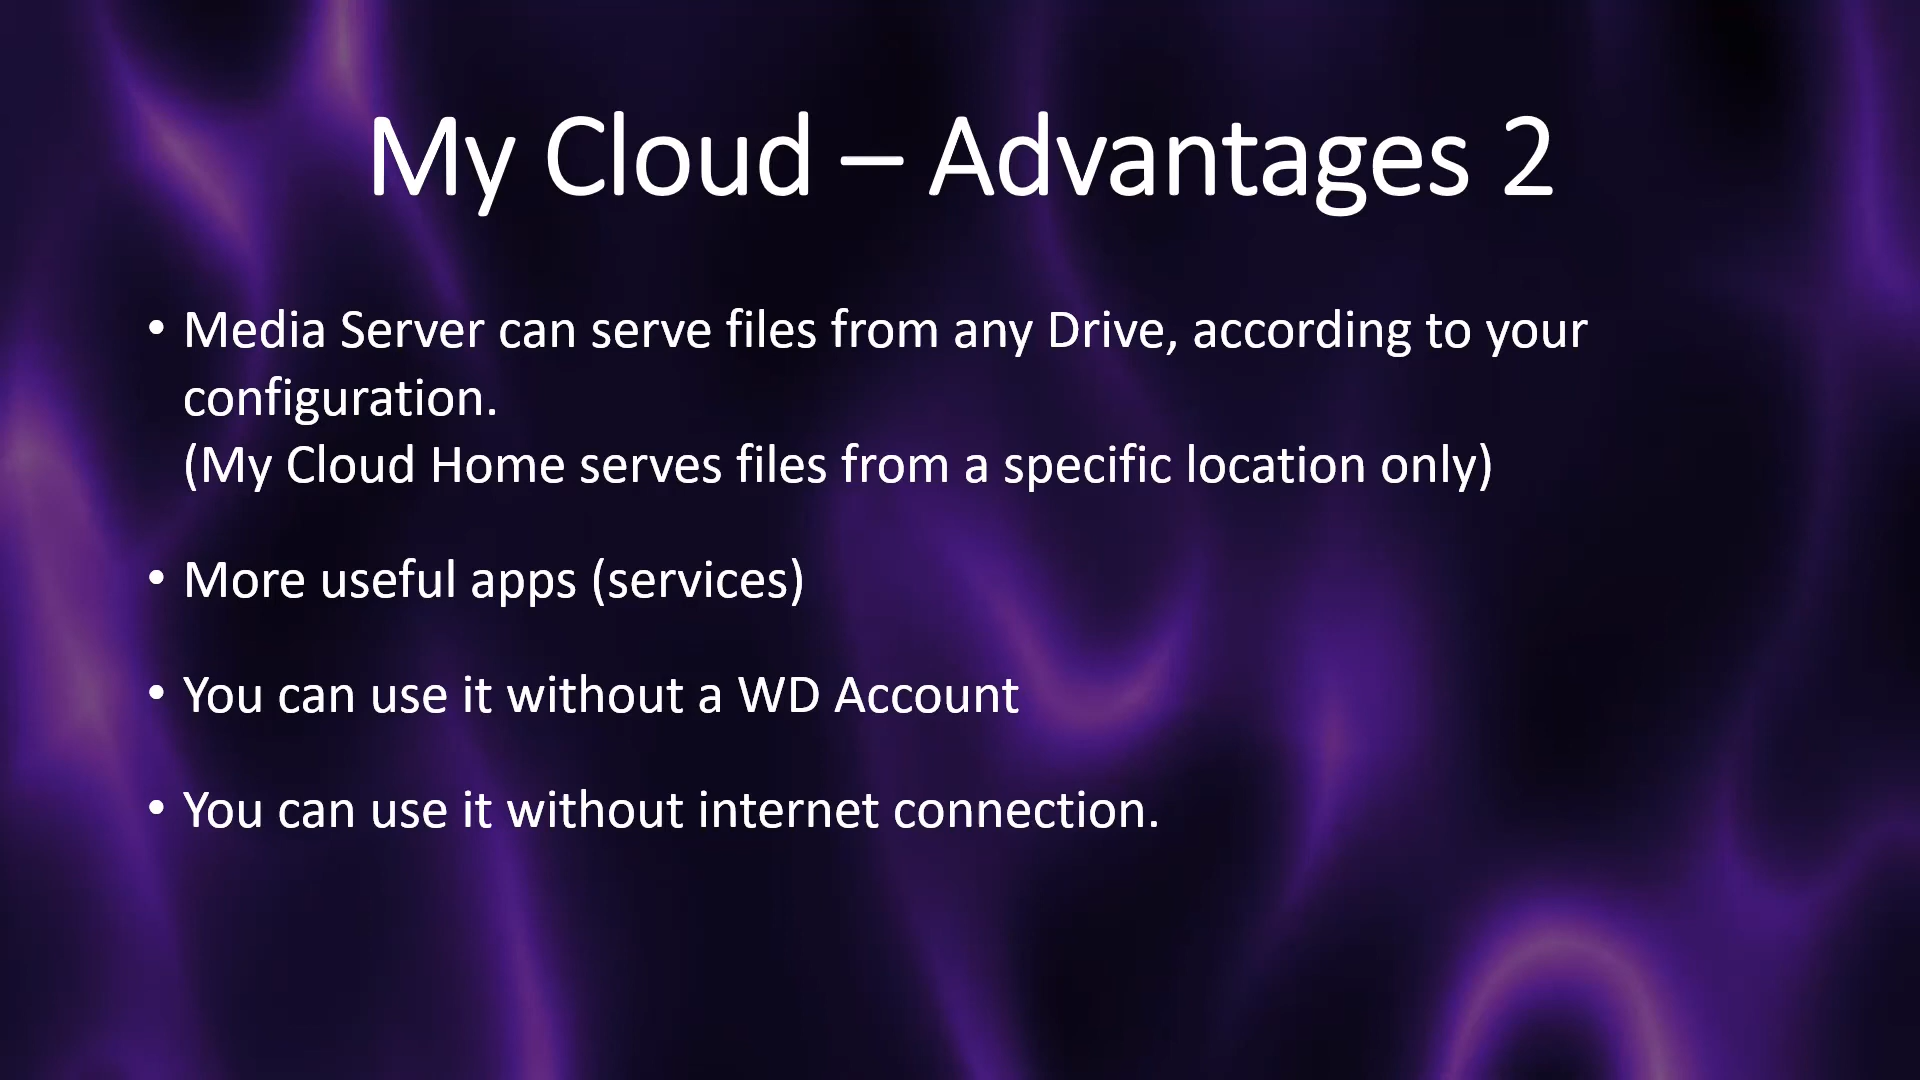 My Cloud – Advantages 2
• Media Server can serve files from any Drive, according to your
configuration.
(My Cloud Home serves files from a specific location only)
• More useful apps (services)
• You can use it without a WD Account
• You can use it without internet connection.